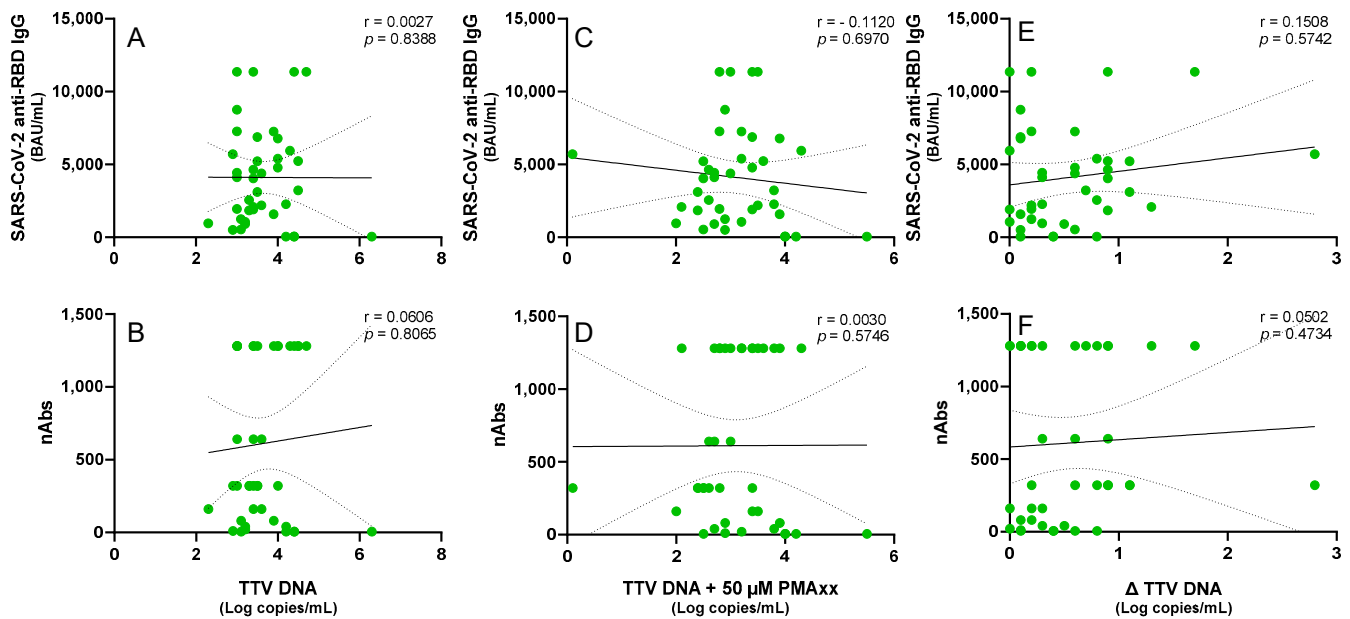 A
r = 0.0027
p = 0.8388
SARS-CoV-2 anti-RBD IgG
(BAU/mL)
15,000
10,000
5,000
0
0 2 4 6 8
C
r = - 0.1120
p = 0.6970
SARS-CoV-2 anti-RBD IgG
(BAU/mL)
15,000
10,000
5,000
0
0 2 4 6
E
r = 0.1508
p = 0.5742
SARS-CoV-2 anti-RBD IgG
(BAU/mL)
15,000
10,000
5,000
0
0 1 2 3
B
r = 0.0606
p = 0.8065
nAbs
1,500
1,000
500
0
0 2 4 6 8
TTV DNA
(Log copies/mL)
D
r = 0.0030
p = 0.5746
nAbs
1,500
1,000
500
0
0 2 4 6
TTV DNA + 50 µM PMAxx
(Log copies/mL)
F
r = 0.0502
p = 0.4734
nAbs
1,500
1,000
500
0
0 1 2 3
Δ TTV DNA
(Log copies/mL)